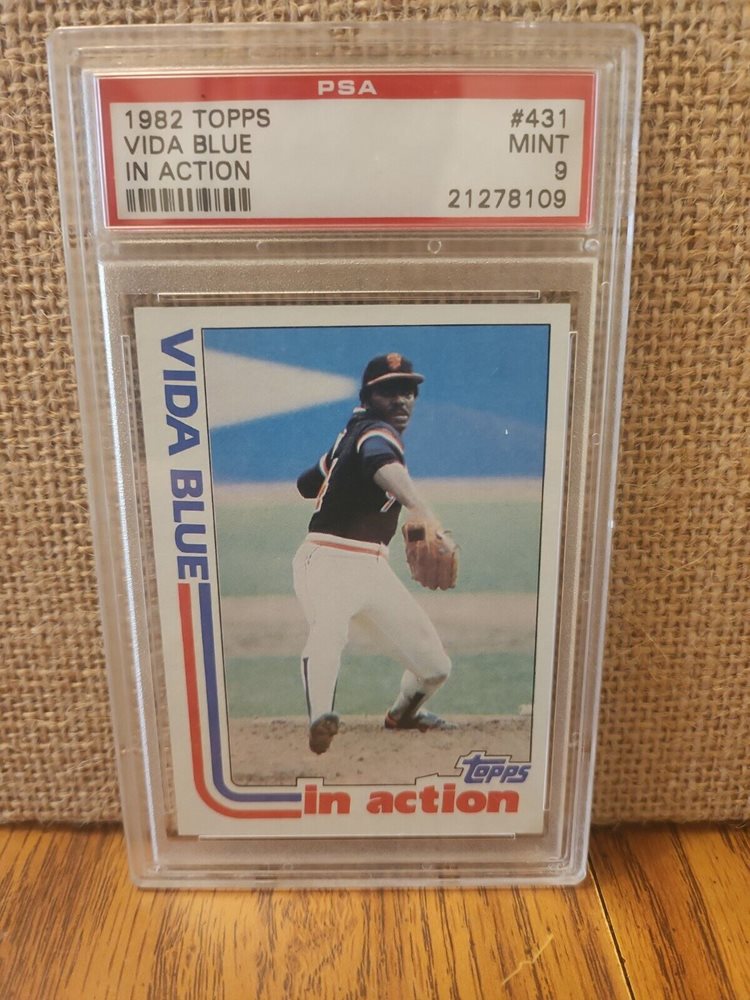 PSA
1982 TOPPS
VIDA BLUE
IN ACTION
#431
MINT
9
21278109
VIDA BLUE
TOPPS
in action